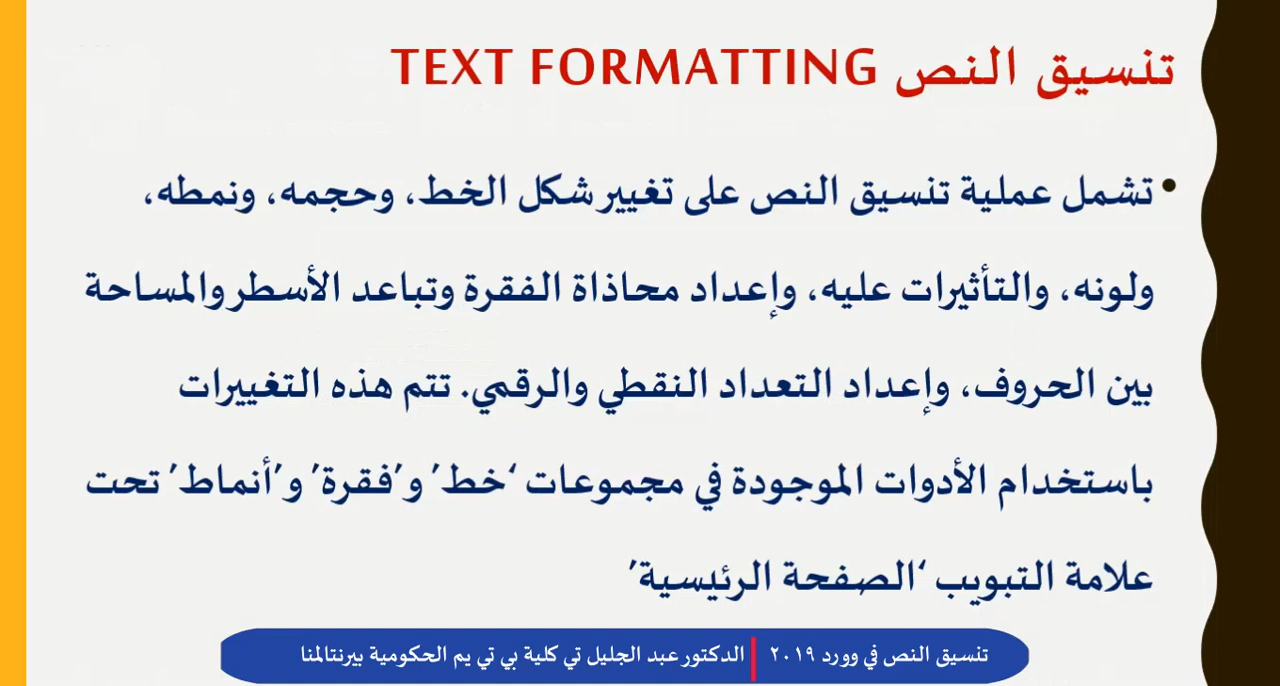 تنسيق النص TEXT FORMATTING
• تشمل عملية تنسيق النص على تغيير شكل الخط، وحجمه، ونمطه،
ولونه، والتأثيرات عليه، وإعداد محاذاة الفقرة وتباعد الأسطر والمساحة
بين الحروف، وإعداد التعداد النقطي والرقمي. تتم هذه التغييرات
باستخدام الأدوات الموجودة في مجموعات ‘خط’ و’فقرة’ و’أنماط’ تحت
علامة التبويب ‘الصفحة الرئيسية’
تنسيق النص في وورد ٢٠١٩ | الدكتور عبد الجليل تي كلية بي تي يم الحكومية بيرنتالمنا